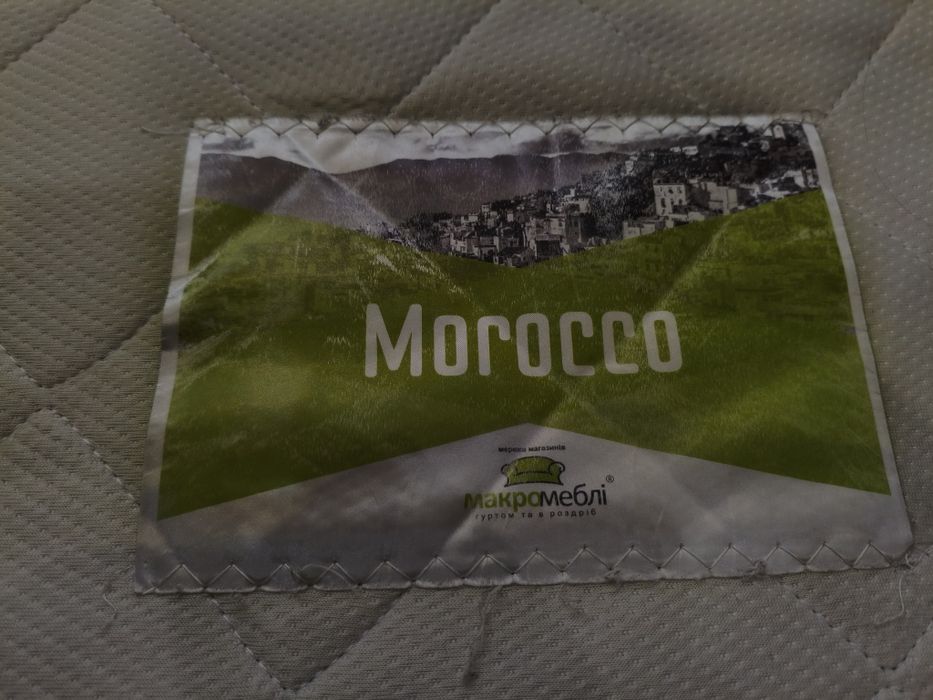 Morocco
мережа магазинів
макромеблі®
гуртом та в роздріб